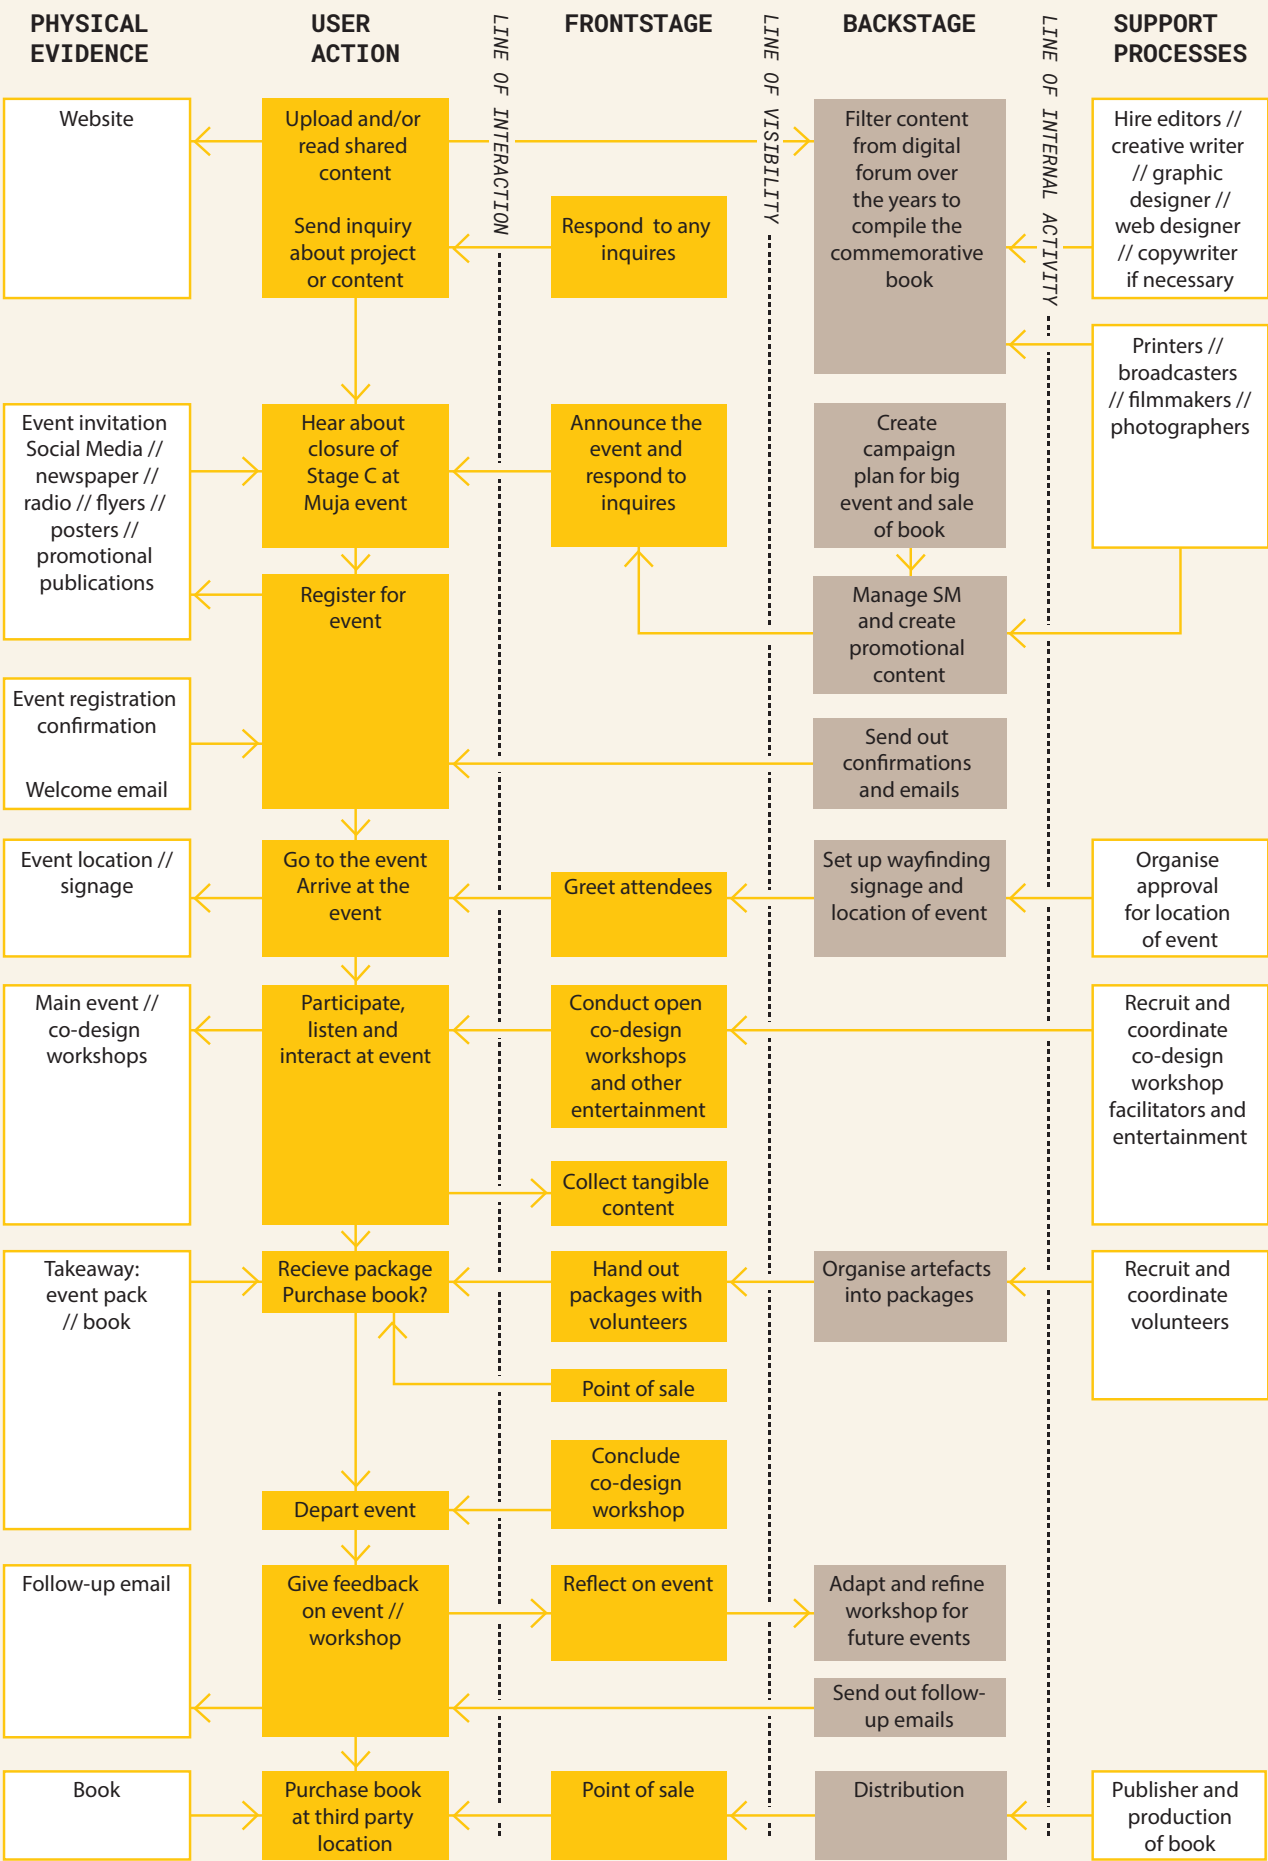 PHYSICAL
EVIDENCE
USER
ACTION
LINE OF INTERACTION
FRONTSTAGE
LINE OF VISIBILITY
BACKSTAGE
LINE OF INTERNAL ACTIVITY
SUPPORT
PROCESSES
Website
Upload and/or
read shared
content
Send inquiry
about project
or content
Respond to any
inquires
Filter content
from digital
forum over
the years to
compile the
commemorative
book
Hire editors //
creative writer
// graphic
designer //
web designer
// copywriter
if necessary
Printers //
broadcasters
// filmmakers //
photographers
Event invitation
Social Media //
newspaper //
radio // flyers //
posters //
promotional
publications
Hear about
closure of
Stage C at
Muja event
Announce the
event and
respond to
inquires
Create
campaign
plan for big
event and sale
of book
Register for
event
Manage SM
and create
promotional
content
Event registration
confirmation
Welcome email
Send out
confirmations
and emails
Event location //
signage
Go to the event
Arrive at the
event
Greet attendees
Set up wayfinding
signage and
location of event
Organise
approval
for location
of event
Main event //
co-design
workshops
Participate,
listen and
interact at event
Conduct open
co-design
workshops
and other
entertainment
Recruit and
coordinate
co-design
workshop
facilitators and
entertainment
Collect tangible
content
Takeaway:
event pack
// book
Recieve package
Purchase book?
Hand out
packages with
volunteers
Organise artefacts
into packages
Recruit and
coordinate
volunteers
Point of sale
Conclude
co-design
workshop
Depart event
Follow-up email
Give feedback
on event //
workshop
Reflect on event
Adapt and refine
workshop for
future events
Send out follow-
up emails
Book
Purchase book
at third party
location
Point of sale
Distribution
Publisher and
production
of book